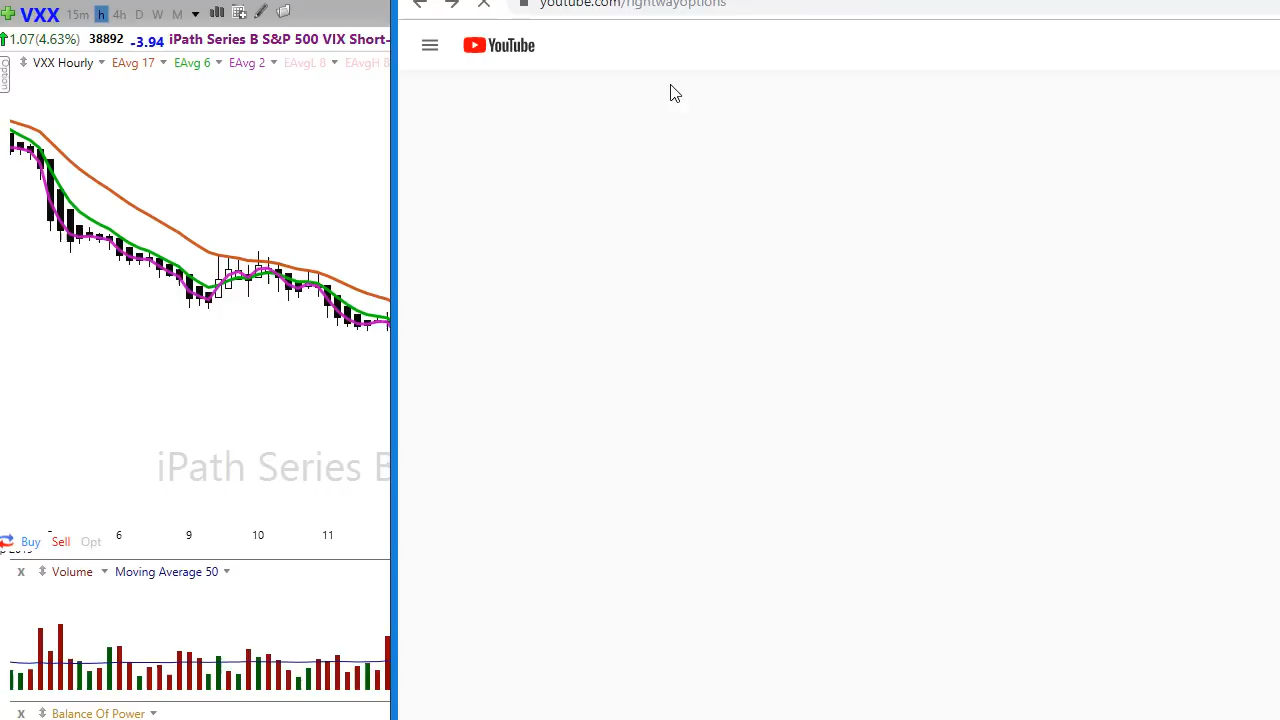 VXX 15m h 4h D W M
1.07(4.63%) 38892 -3.94 iPath Series B S&P 500 VIX Short-
Option
VXX Hourly EAvg 17 EAvg 6 EAvg 2 EAvgL 8 EAvgH 8
iPath Series B
Buy Sell Opt
6 9 10 11
x Volume Moving Average 50
x Balance Of Power
youtube.com/rightwayoptions
YouTube